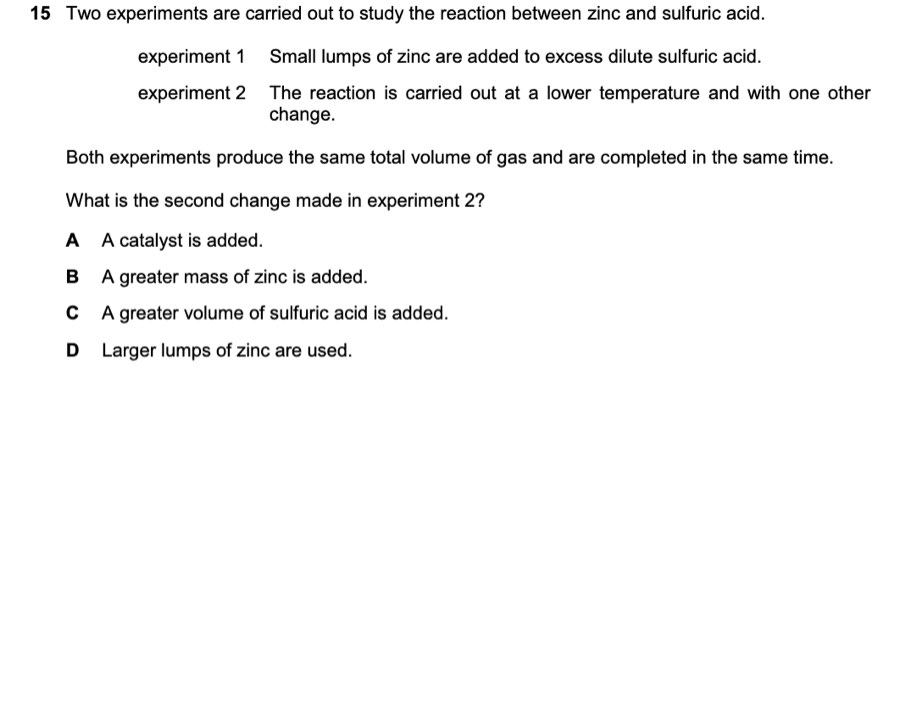 15 Two experiments are carried out to study the reaction between zinc and sulfuric acid.
experiment 1 Small lumps of zinc are added to excess dilute sulfuric acid.
experiment 2 The reaction is carried out at a lower temperature and with one other
change.
Both experiments produce the same total volume of gas and are completed in the same time.
What is the second change made in experiment 2?
A A catalyst is added.
B A greater mass of zinc is added.
C A greater volume of sulfuric acid is added.
D Larger lumps of zinc are used.